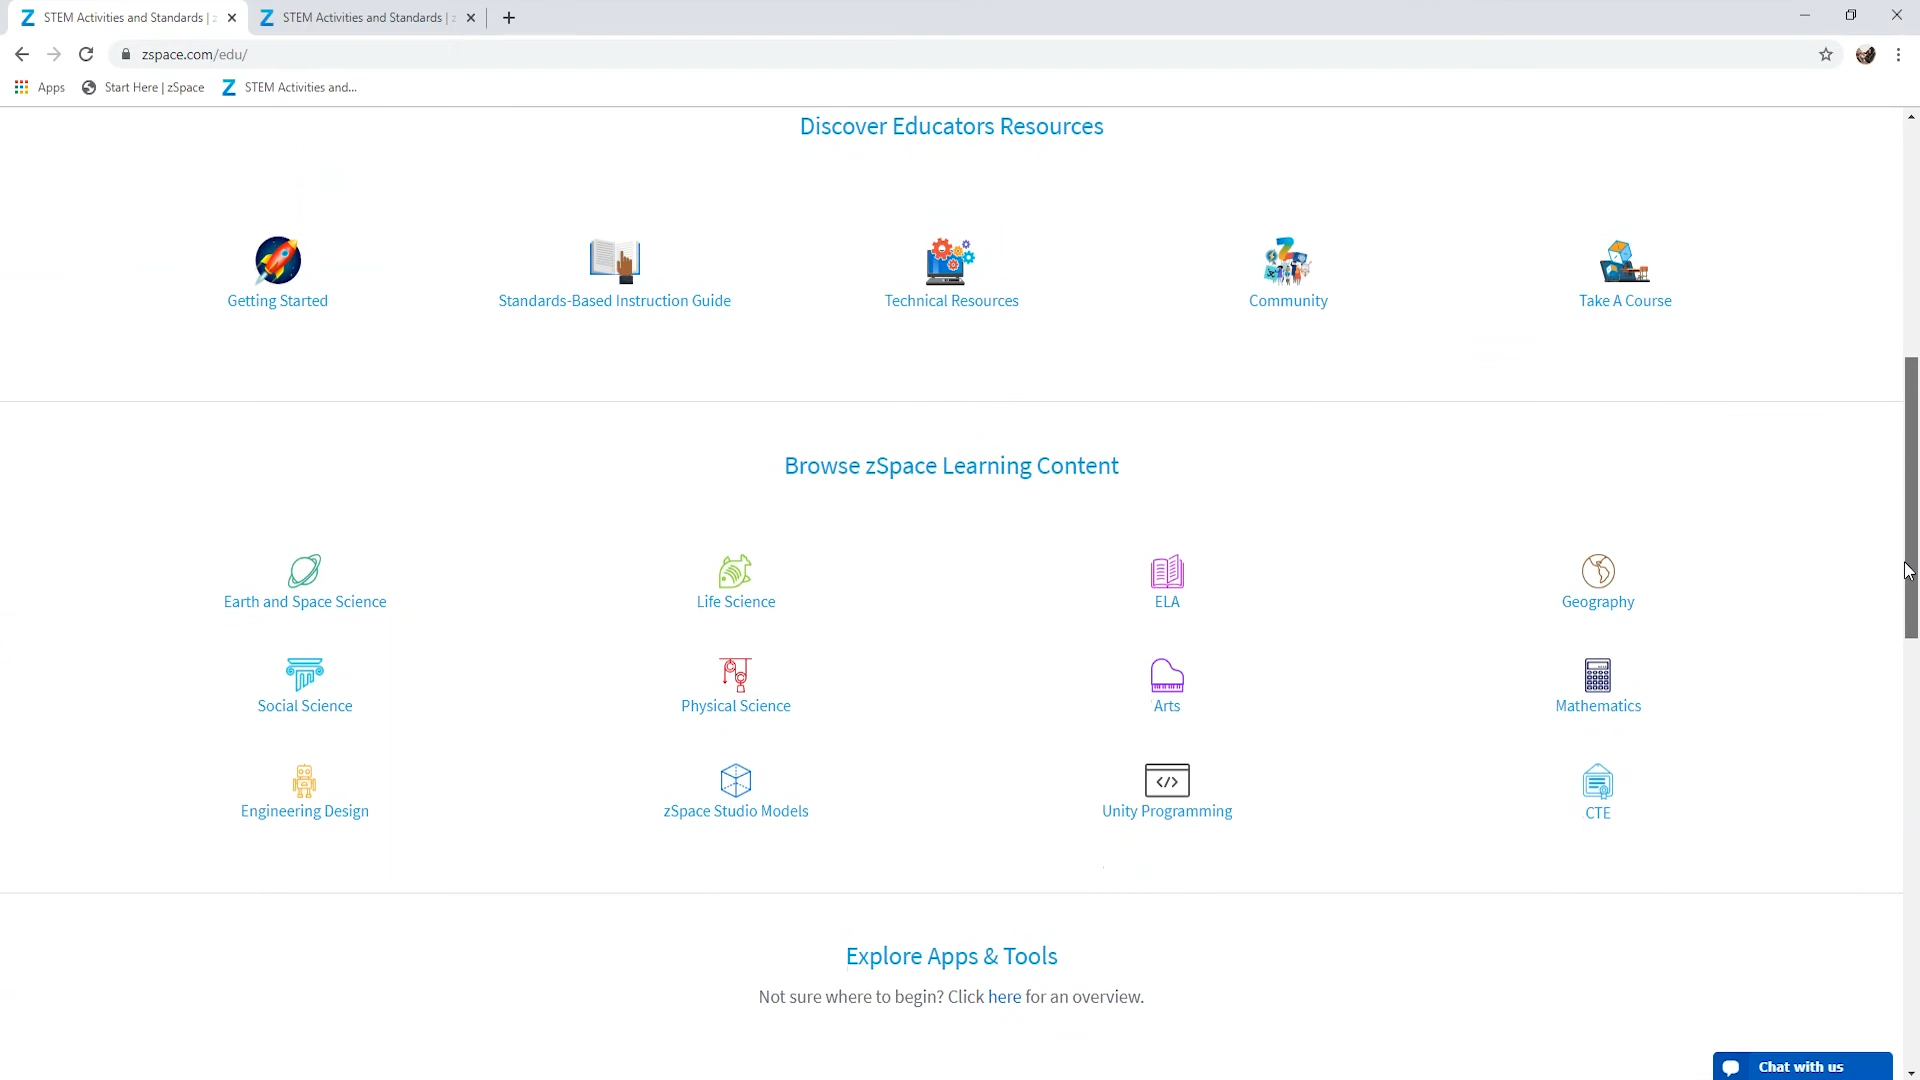 STEM Activities and Standards |
STEM Activities and Standards |
zspace.com/edu/
Apps
Start Here | zSpace
STEM Activities and...
Discover Educators Resources
Getting Started
Standards-Based Instruction Guide
Technical Resources
Community
Take A Course
Browse zSpace Learning Content
Earth and Space Science
Life Science
ELA
Geography
Social Science
Physical Science
Arts
Mathematics
Engineering Design
zSpace Studio Models
Unity Programming
CTE
Explore Apps & Tools
Not sure where to begin? Click here for an overview.
Chat with us